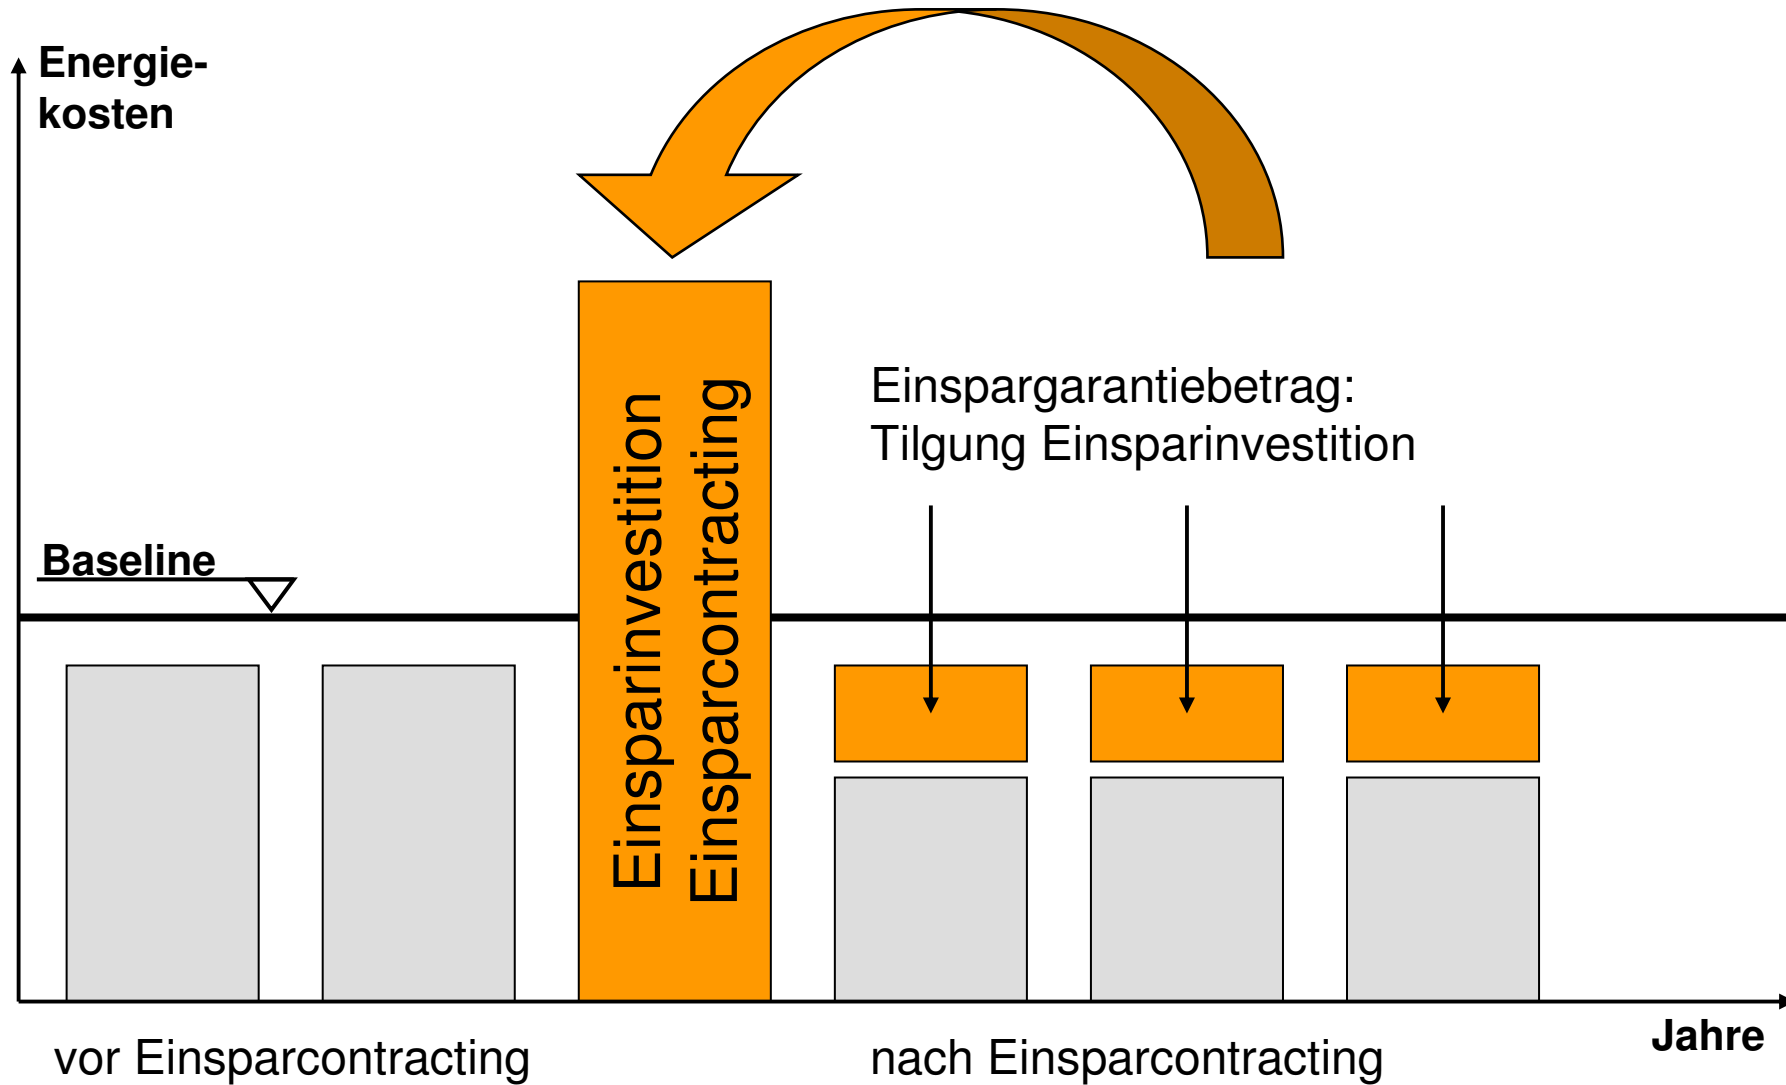 Energie-
kosten
Einspargarantiebetrag:
Tilgung Einsparinvestition
Einsparinvestition
Einsparcontracting
Baseline
Jahre
vor Einsparcontracting
nach Einsparcontracting